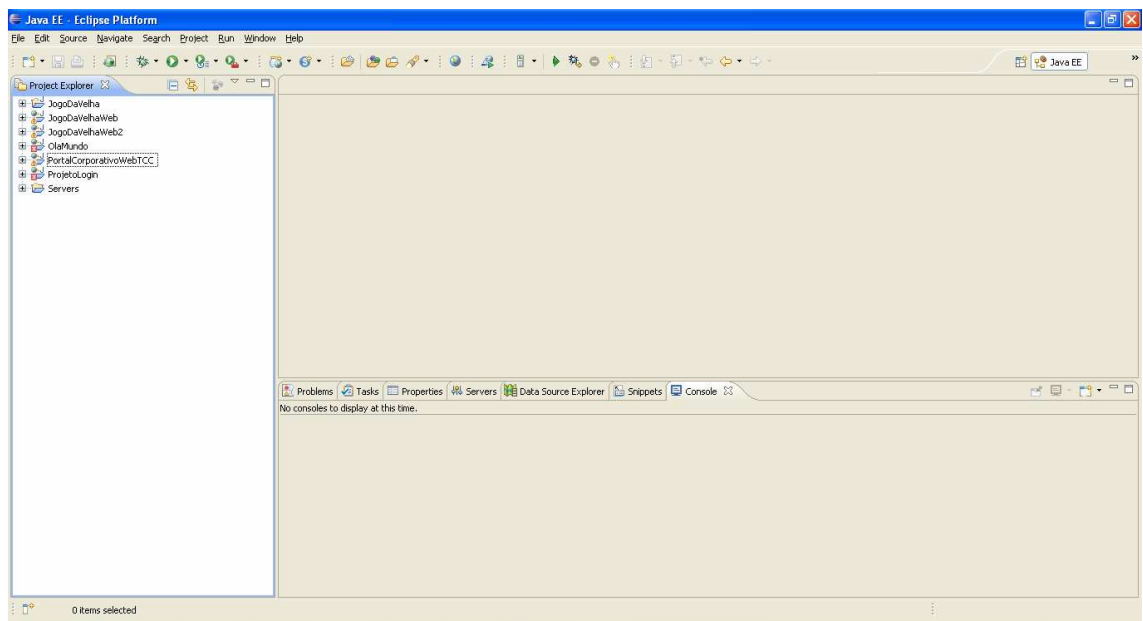 Java EE - Eclipse Platform
File Edit Source Navigate Search Project Run Window Help
Java EE
»
Project Explorer
JogoDaVelha
JogoDaVelhaWeb
JogoDaVelhaWeb2
OlaMundo
PortalCorporativoWebTCC
ProjetoLogin
Servers
Problems Tasks Properties Servers Data Source Explorer Snippets Console
No consoles to display at this time.
0 items selected